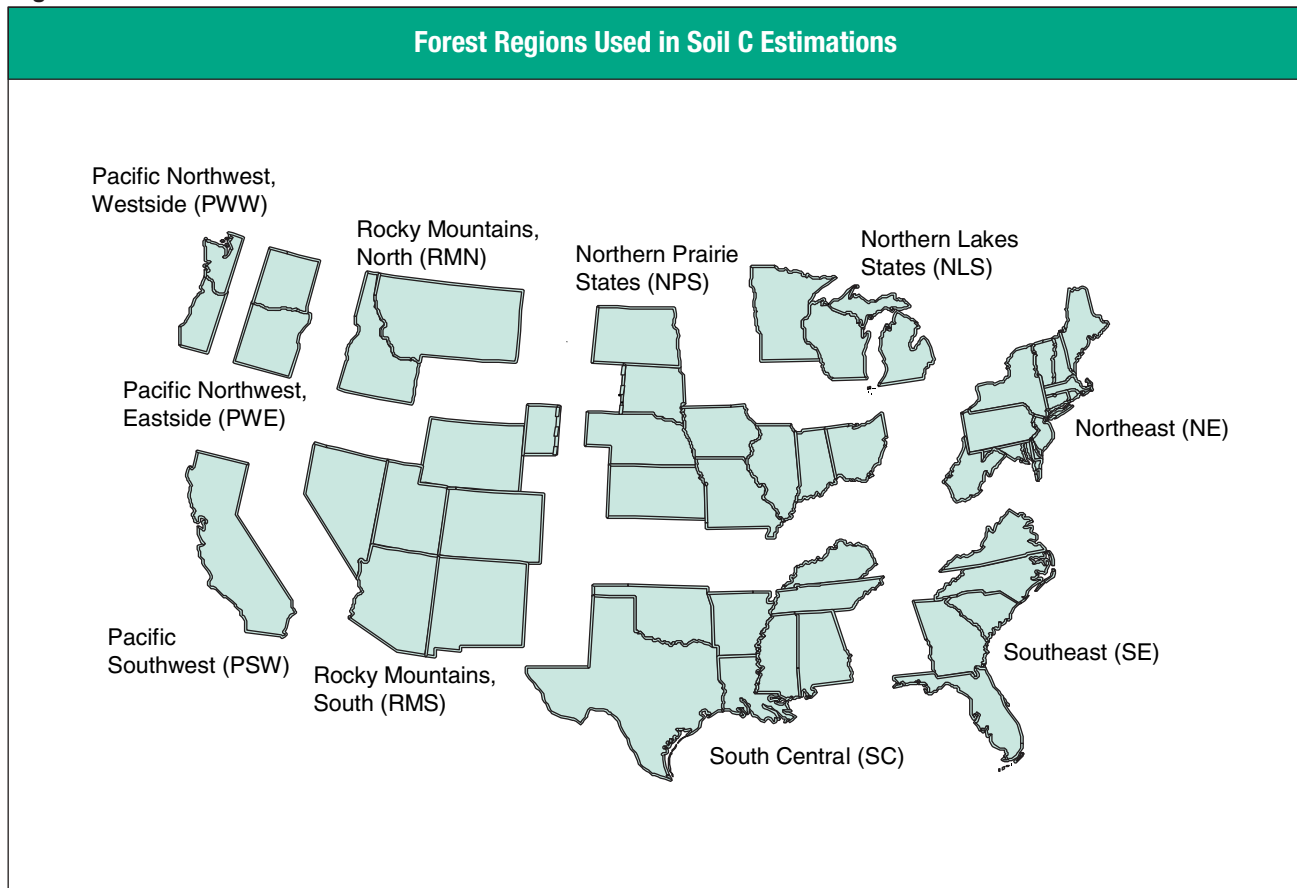 Forest Regions Used in Soil C Estimations
Pacific Northwest,
Westside (PWW)
Rocky Mountains,
North (RMN)
Northern Prairie
States (NPS)
Northern Lakes
States (NLS)
Pacific Northwest,
Eastside (PWE)
Northeast (NE)
Pacific
Southwest (PSW)
Rocky Mountains,
South (RMS)
Southeast (SE)
South Central (SC)